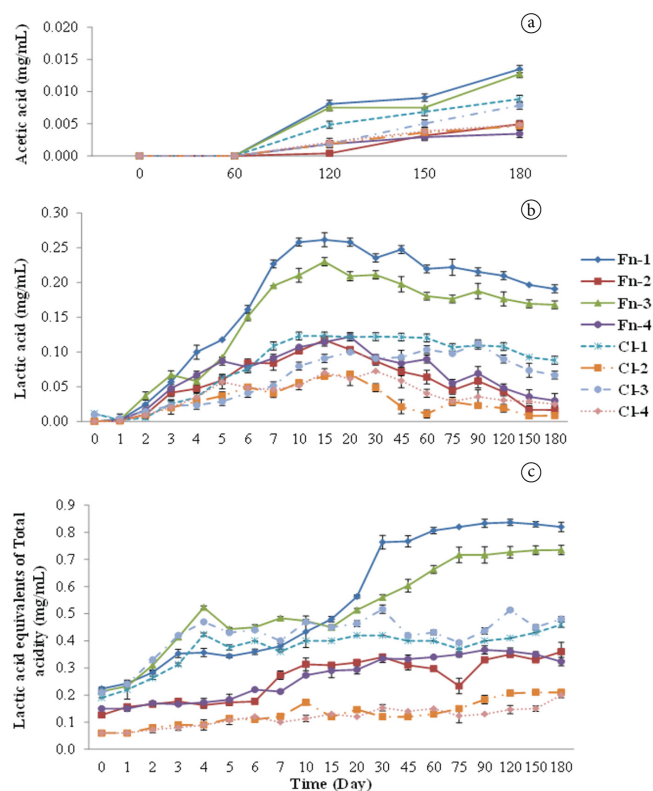 a
Acetic acid (mg/mL)
0.020
0.015
0.010
0.005
0.000
0 60 120 150 180
b
Lactic acid (mg/mL)
0.30
0.25
0.20
0.15
0.10
0.05
0.00
0 1 2 3 4 5 6 7 10 15 20 30 45 60 75 90 120 150 180
Fn-1
Fn-2
Fn-3
Fn-4
Cl-1
Cl-2
Cl-3
Cl-4
c
Lactic acid equivalents of Total
acidity (mg/mL)
0.9
0.8
0.7
0.6
0.5
0.4
0.3
0.2
0.1
0.0
0 1 2 3 4 5 6 7 10 15 20 30 45 60 75 90 120 150 180
Time (Day)